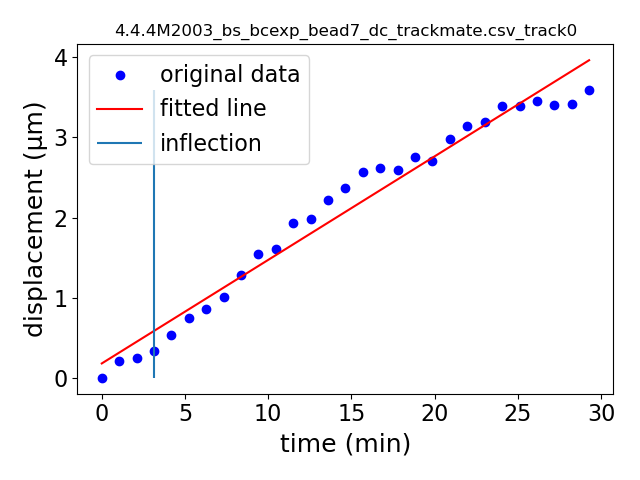 4.4.4M2003_bs_bcexp_bead7_dc_trackmate.csv_track0
4
3
2
1
0
displacement (μm)
original data
fitted line
inflection
0 5 10 15 20 25 30
time (min)